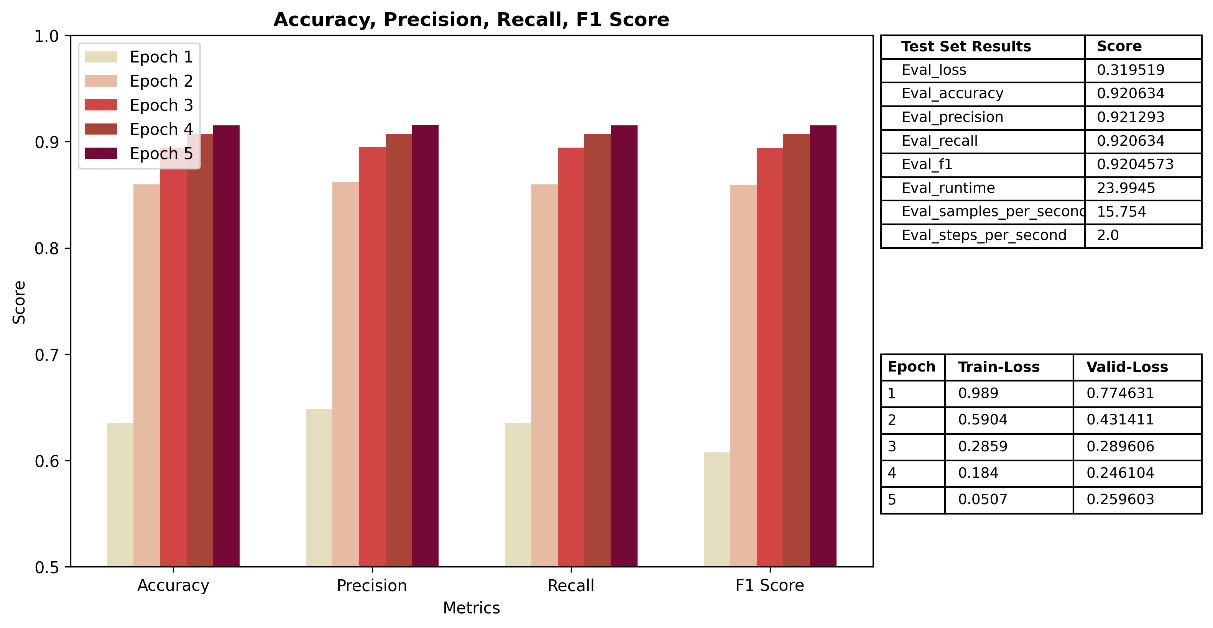 Accuracy, Precision, Recall, F1 Score
1.0
0.9
0.8
0.7
0.6
0.5
Score
Epoch 1
Epoch 2
Epoch 3
Epoch 4
Epoch 5
Accuracy Precision Recall F1 Score
Metrics
Test Set Results Score
Eval_loss 0.319519
Eval_accuracy 0.920634
Eval_precision 0.921293
Eval_recall 0.920634
Eval_f1 0.9204573
Eval_runtime 23.9945
Eval_samples_per_second 15.754
Eval_steps_per_second 2.0
Epoch Train-Loss Valid-Loss
1 0.989 0.774631
2 0.5904 0.431411
3 0.2859 0.289606
4 0.184 0.246104
5 0.0507 0.259603